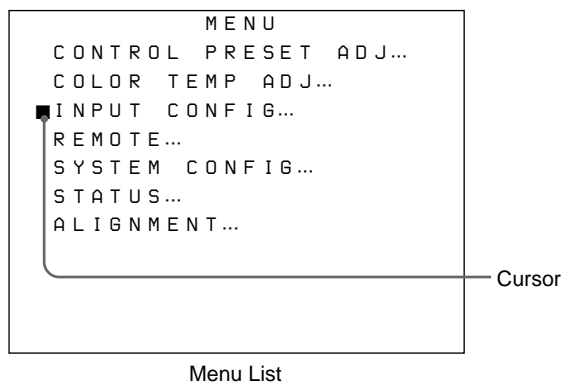 MENU
CONTROL PRESET ADJ…
COLOR TEMP ADJ…
INPUT CONFIG…
REMOTE…
SYSTEM CONFIG…
STATUS…
ALIGNMENT…
Cursor
Menu List